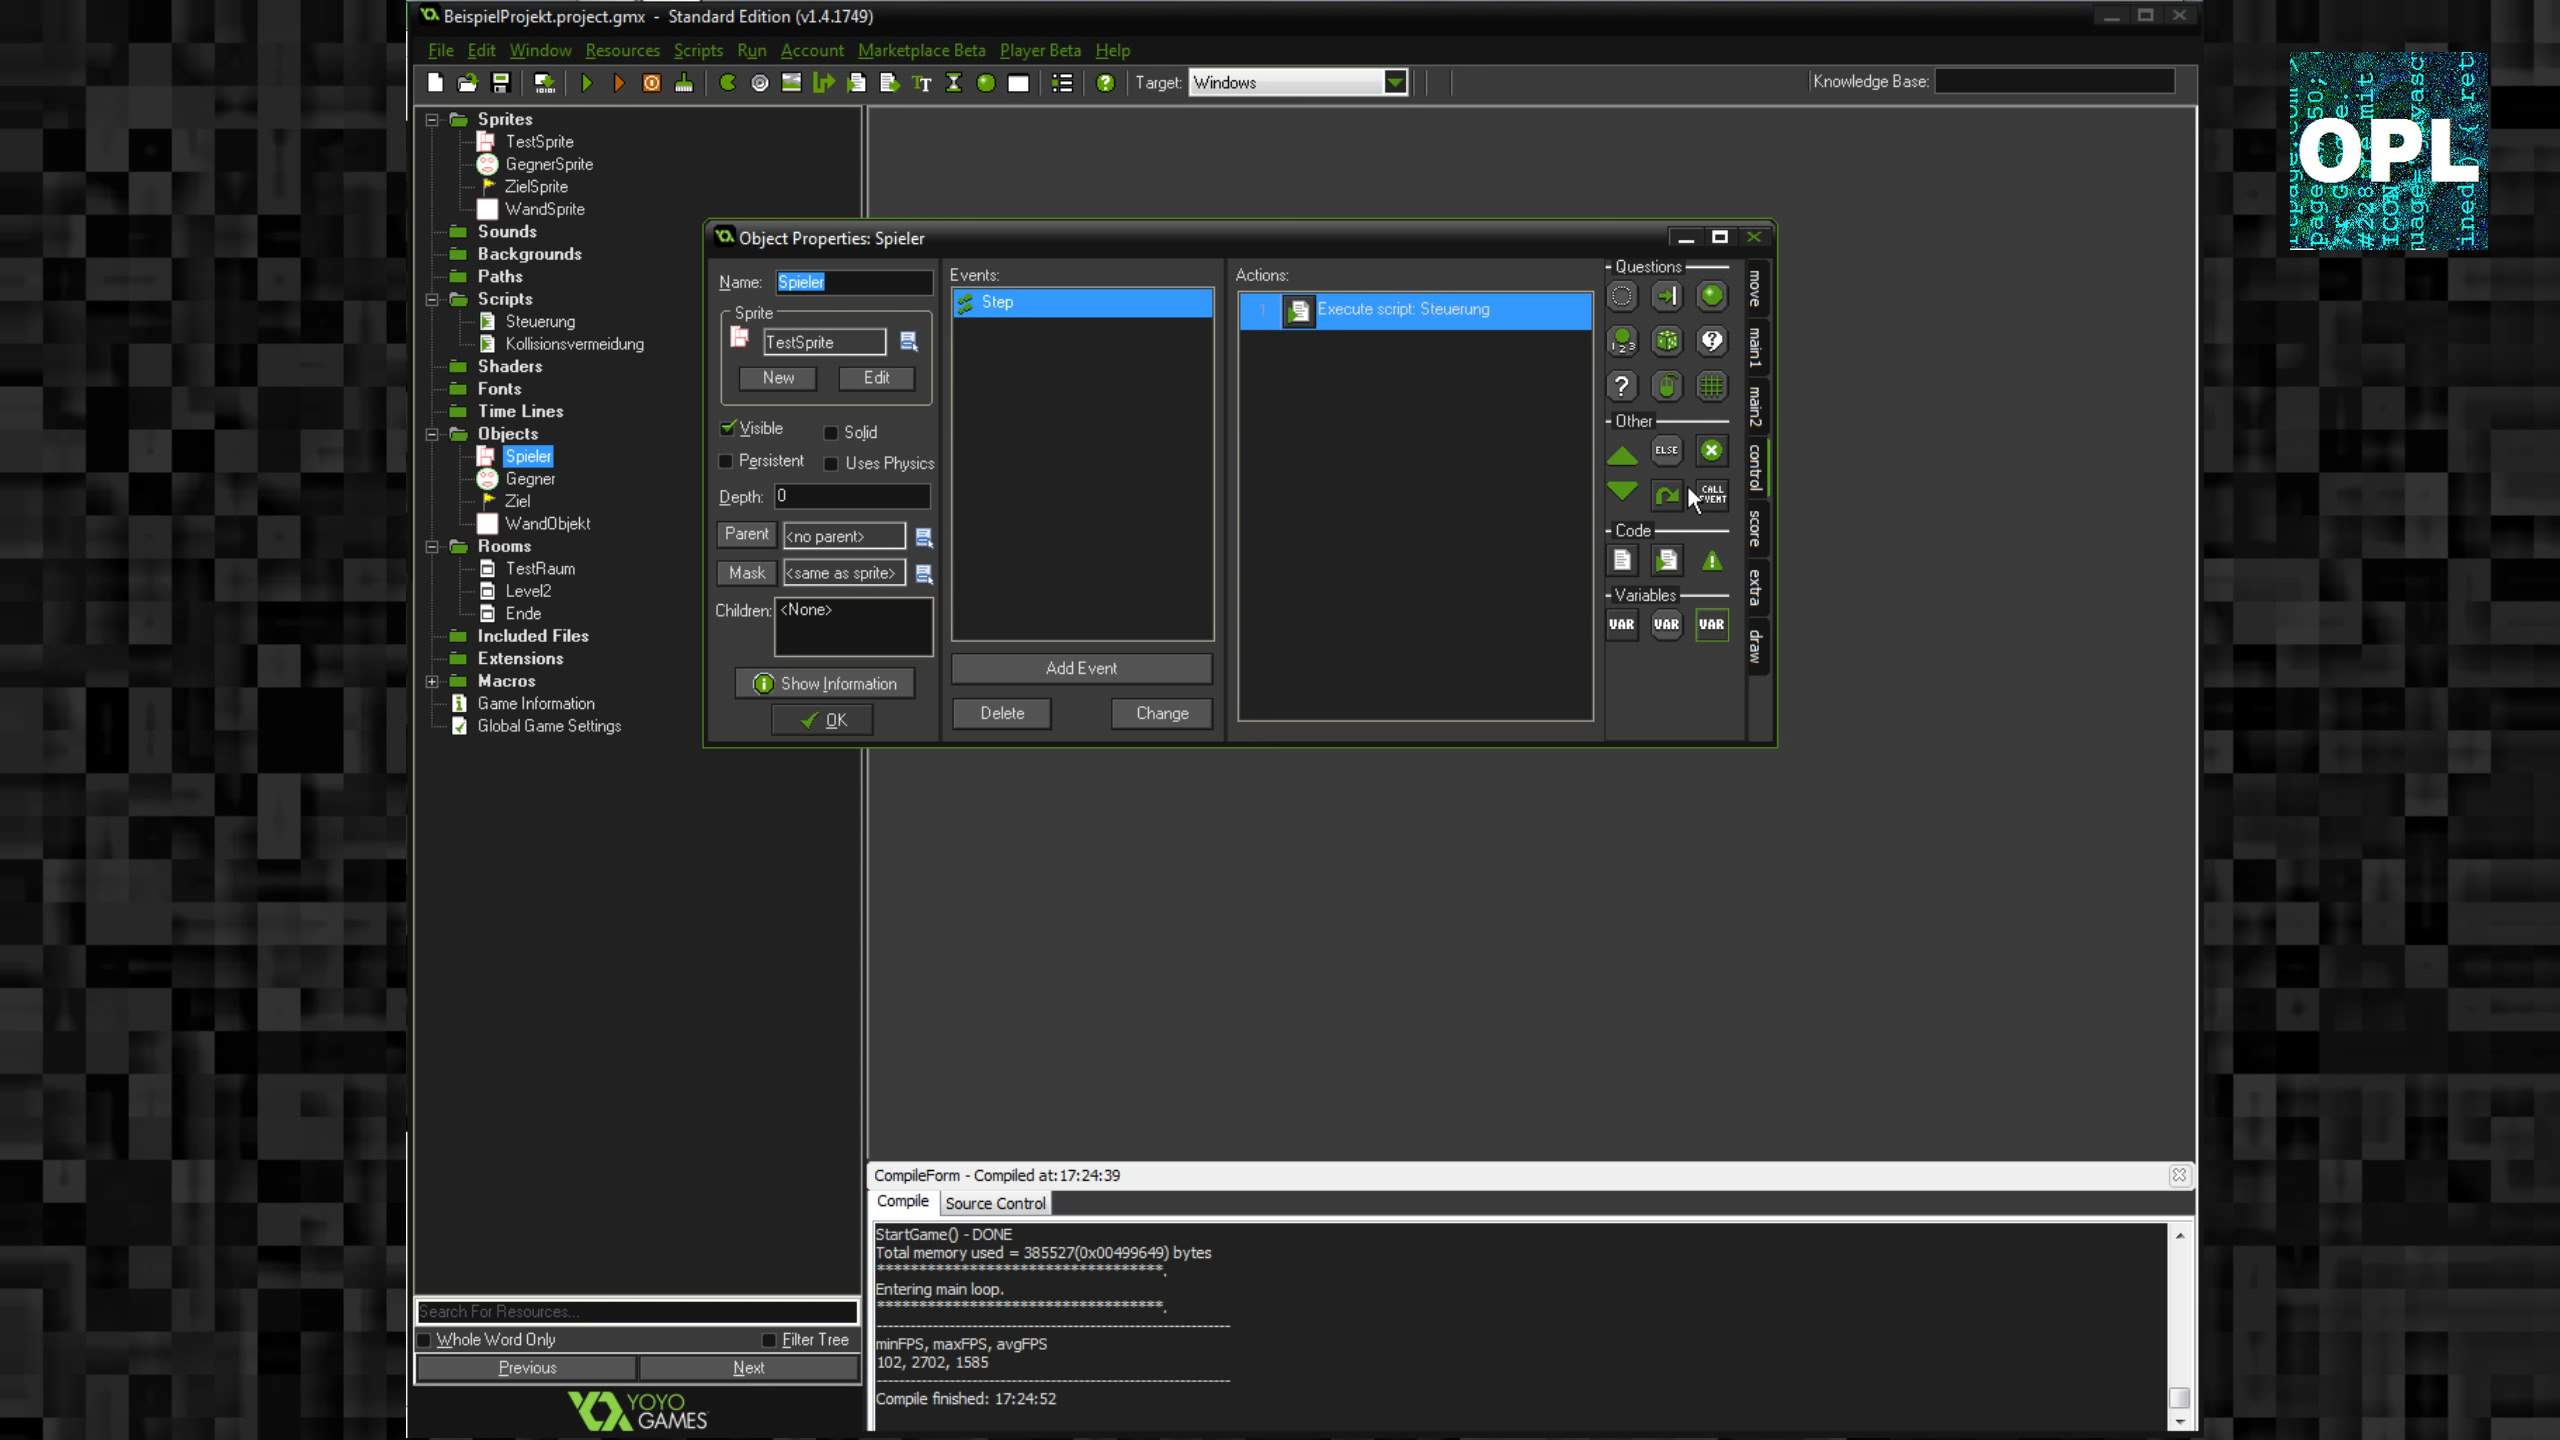 BeispielProjekt.project.gmx - Standard Edition (v1.4.1749)
File Edit Window Resources Scripts Run Account Marketplace Beta Player Beta Help
Target: Windows
Knowledge Base:
Sprites
TestSprite
GegnerSprite
ZielSprite
WandSprite
Sounds
Backgrounds
Paths
Scripts
Steuerung
Kollisionsvermeidung
Shaders
Fonts
Time Lines
Objects
Spieler
Gegner
Ziel
WandObjekt
Rooms
TestRaum
Level2
Ende
Included Files
Extensions
Macros
Game Information
Global Game Settings
Object Properties: Spieler
Name: Spieler
Sprite
TestSprite
New Edit
Visible Solid
Persistent Uses Physics
Depth: 0
Parent <no parent>
Mask <same as sprite>
Children: <None>
Show Information
OK
Events:
Step
Add Event
Delete Change
Actions:
1 Execute script: Steuerung
Questions
Other
ELSE
CALL
EVENT
Code
Variables
VAR VAR VAR
move
main1
main2
control
score
extra
draw
Search For Resources...
Whole Word Only Filter Tree
Previous Next
YOYO
GAMES
CompileForm - Compiled at:17:24:39
Compile Source Control
StartGame() - DONE
Total memory used = 385527(0x00499649) bytes
**********************************.
Entering main loop.
**********************************.
minFPS, maxFPS, avgFPS
102, 2702, 1585
Compile finished: 17:24:52
OPL